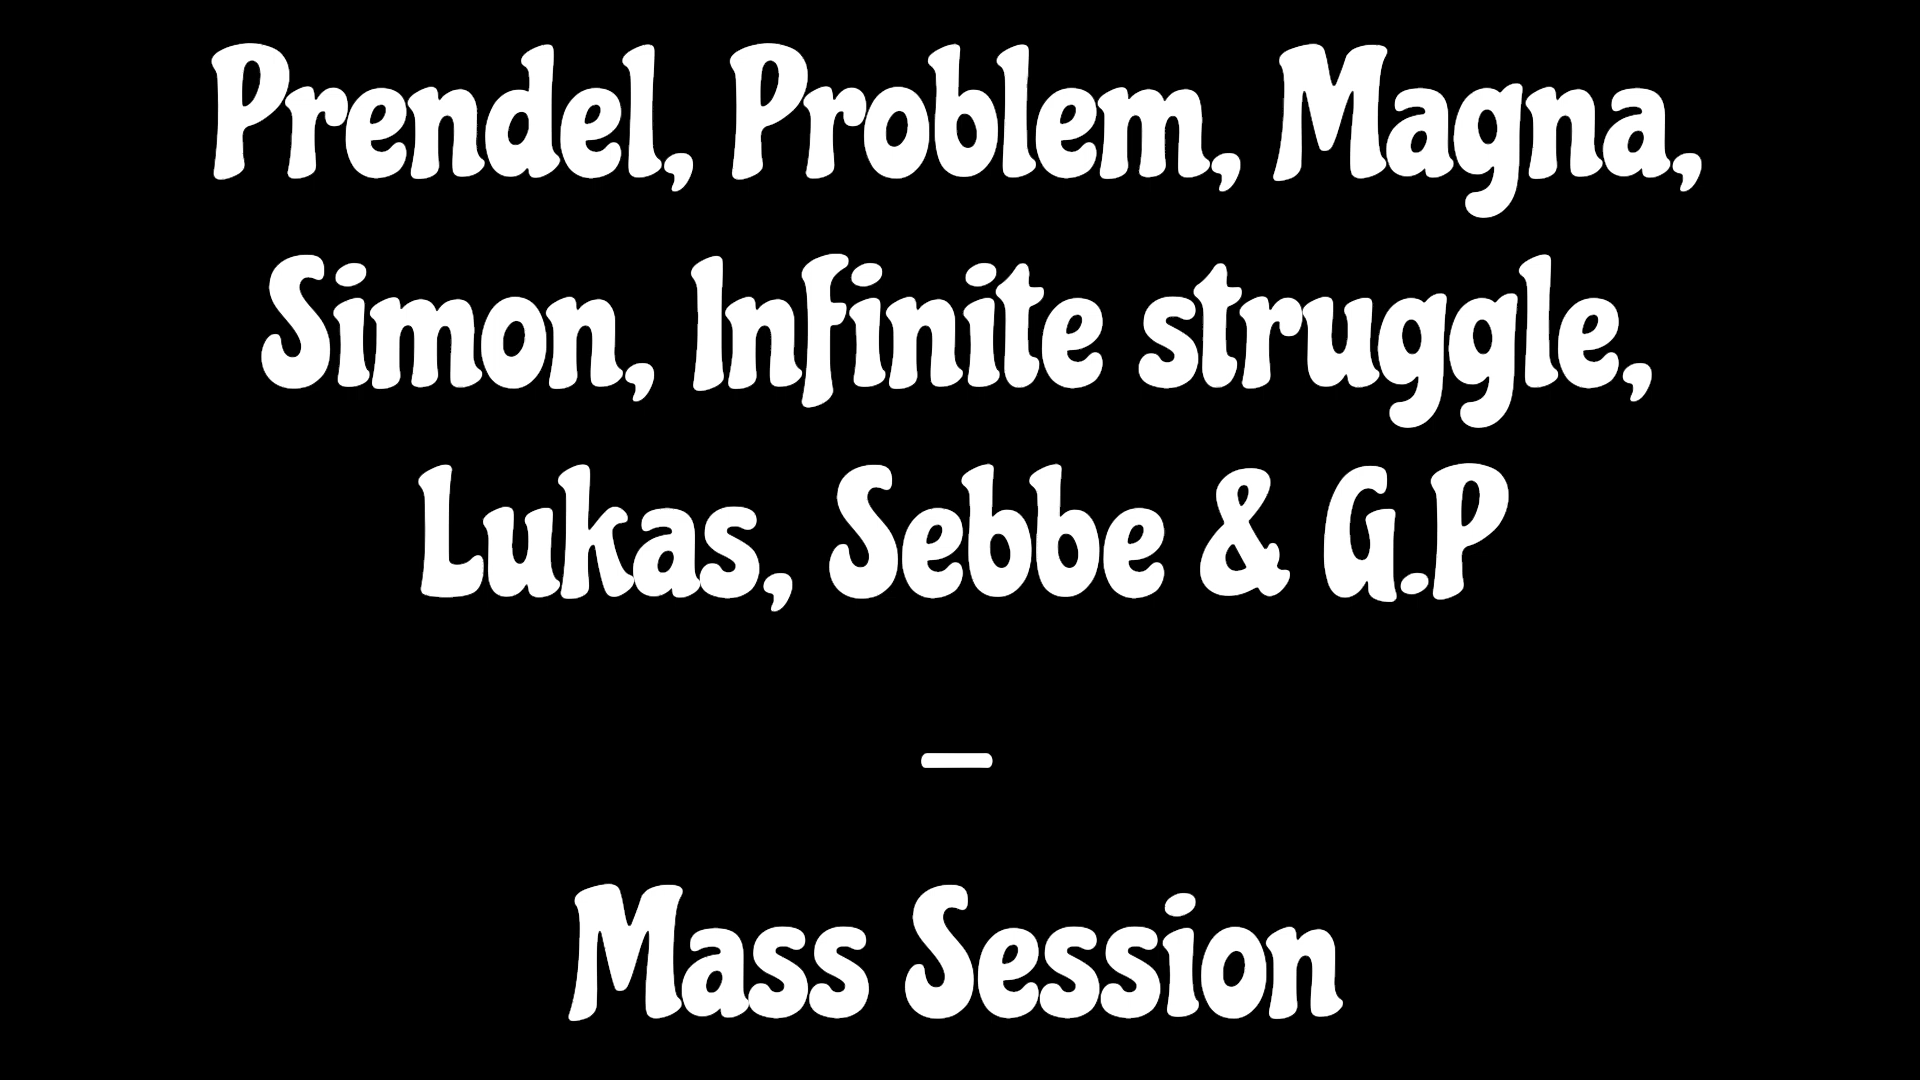 Prendel, Problem, Magna,
Simon, Infinite struggle,
Lukas, Sebbe & G.P
–
Mass Session